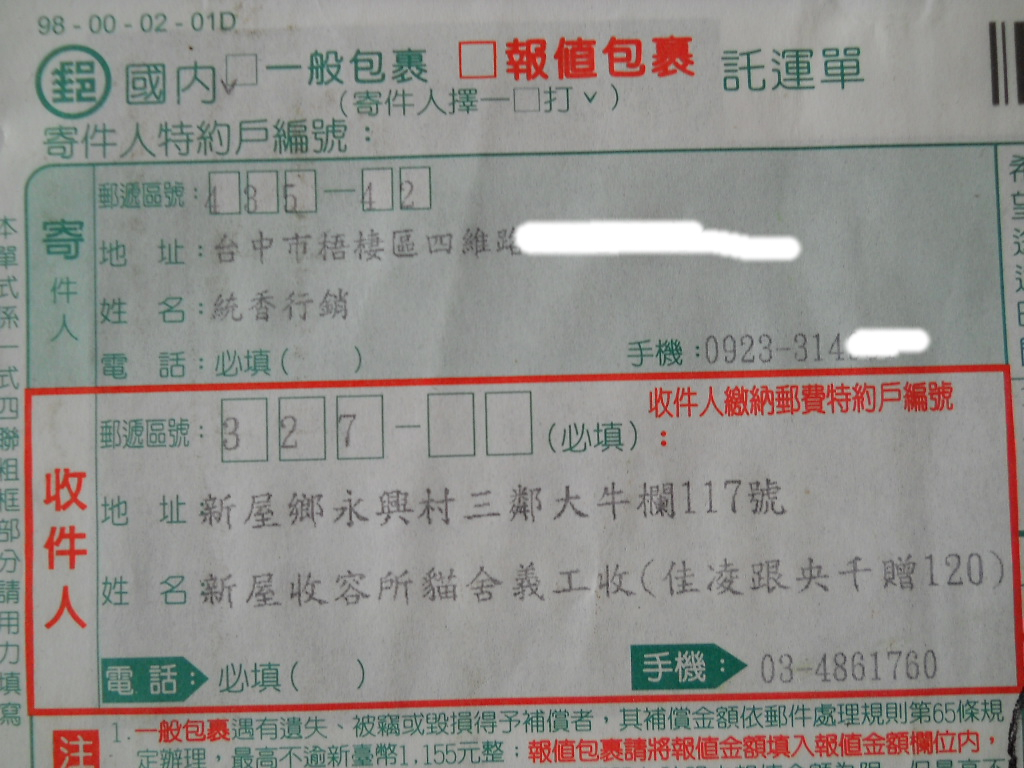 98-00-02-01D
郵 國內 □一般包裹 □報值包裹 託運單
(寄件人擇一□打ˇ)
寄件人特約戶編號：
寄件人
郵遞區號：435-42
地 址：台中市梧棲區四維路
姓 名：統香行銷
電 話：必填( ) 手機：0923-314
收件人繳納郵費特約戶編號：
收件人
郵遞區號：327-□□(必填)
地 址 新屋鄉永興村三鄰大牛欄117號
姓 名 新屋收容所貓舍義工收(佳凌跟央千贈120)
電 話：必填( ) 手機：03-4861760
注
1.一般包裹遇有遺失、被竊或毀損得予補償者，其補償金額依郵件處理規則第65條規
定辦理，最高不逾新臺幣1,155元整；報值包裹請將報值金額填入報值金額欄位內，
本單式係一式四聯組框部分請用力填寫